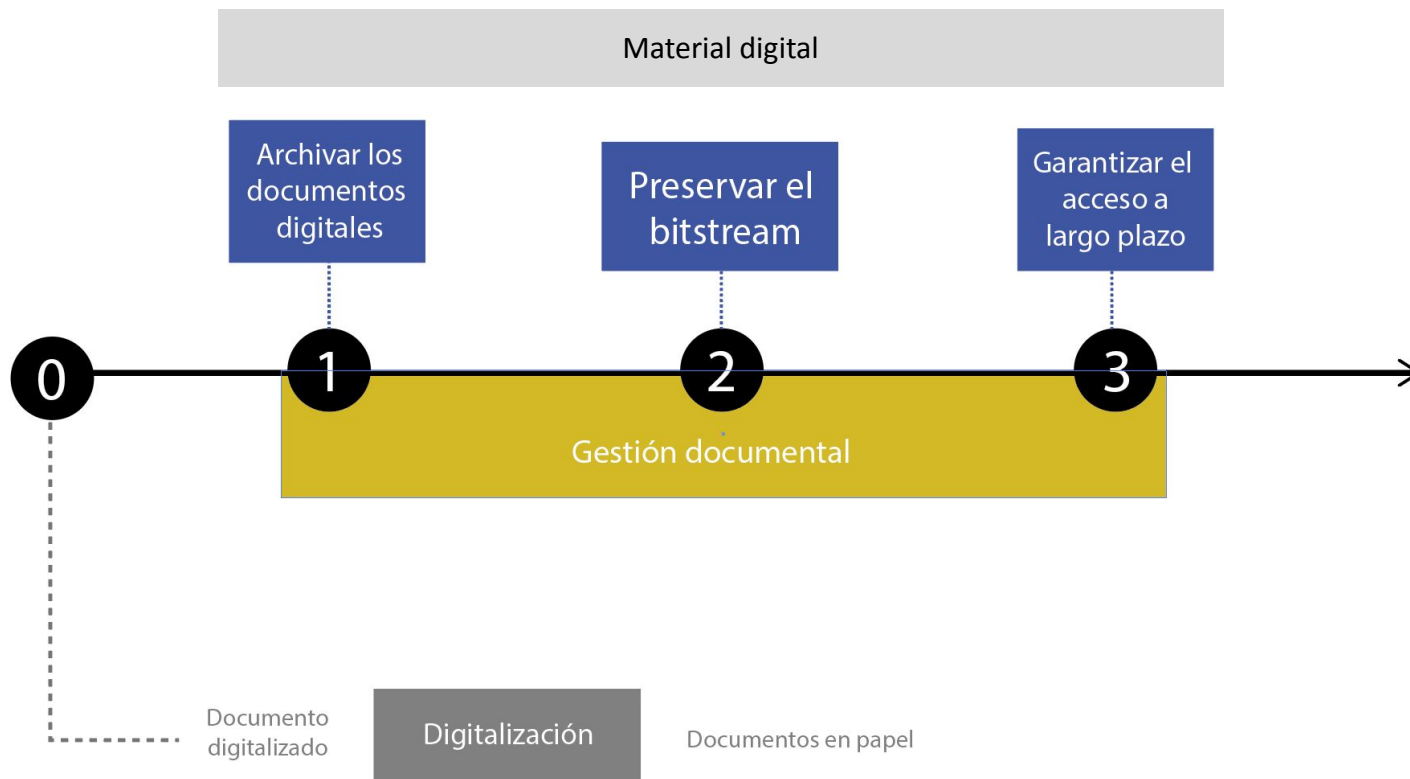 Material digital
Archivar los
documentos
digitales
Preservar el
bitstream
Garantizar el
acceso a
largo plazo
0
1
2
3
Gestión documental
Documento
digitalizado
Digitalización
Documentos en papel